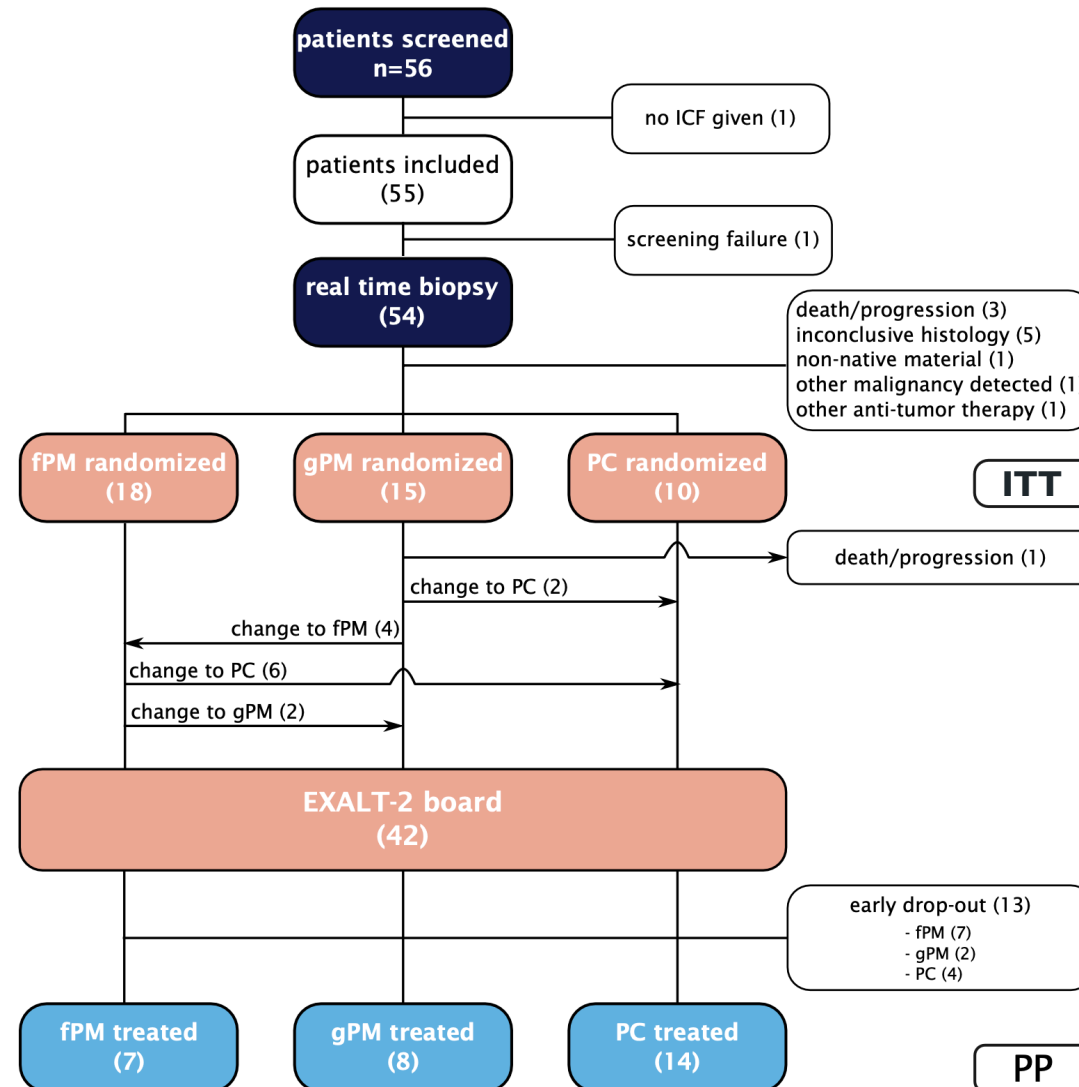 patients screened
n=56
no ICF given (1)
patients included
(55)
screening failure (1)
real time biopsy
(54)
death/progression (3)
inconclusive histology (5)
non-native material (1)
other malignancy detected (1
other anti-tumor therapy (1)
fPM randomized
(18)
gPM randomized
(15)
PC randomized
(10)
ITT
death/progression (1)
change to PC (2)
change to fPM (4)
change to PC (6)
change to gPM (2)
EXALT-2 board
(42)
early drop-out (13)
- fPM (7)
- gPM (2)
- PC (4)
fPM treated
(7)
gPM treated
(8)
PC treated
(14)
PP